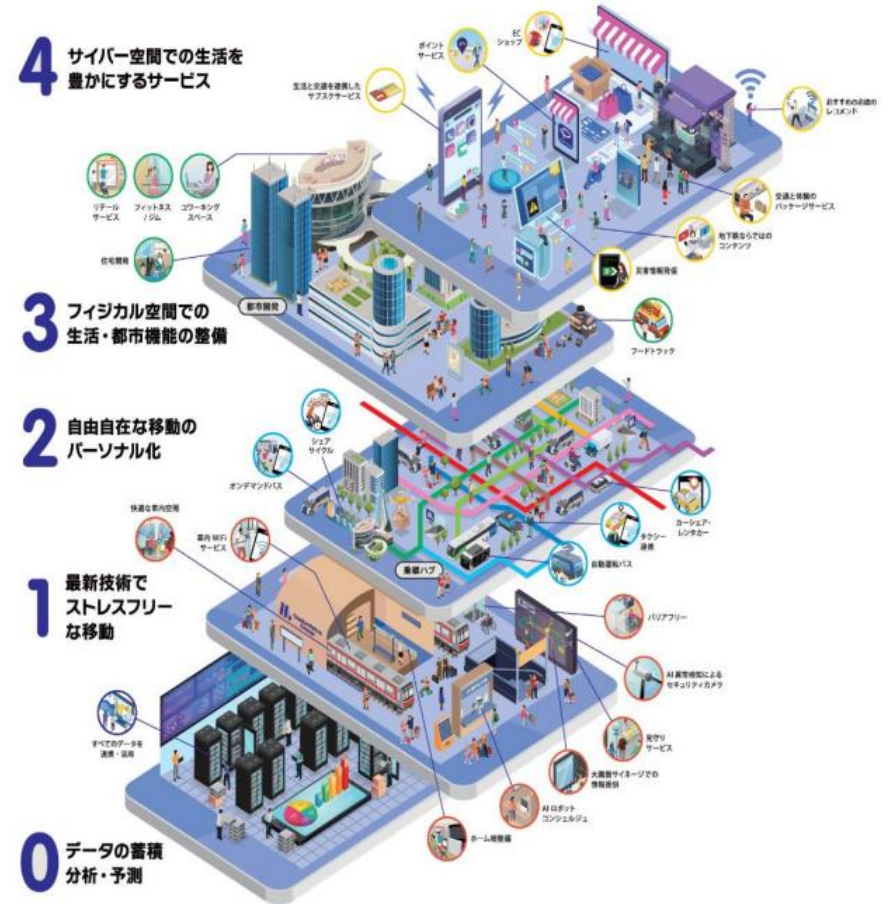 4
サイバー空間での生活を
豊かにするサービス
ポイント
サービス
EC
ショップ
生活と交通を連携した
サブスクサービス
おすすめのお店の
レコメンド
リテール
サービス
フィットネス
/ジム
コワーキング
スペース
交通と体験の
パッケージサービス
地下鉄ならではの
コンテンツ
住宅開発
災害情報発信
都市開発
3
フィジカル空間での
生活・都市機能の整備
フードトラック
2
自由自在な移動の
パーソナル化
シェア
サイクル
オンデマンドバス
カーシェア・
レンタカー
タクシー
連携
自動運転バス
乗継ハブ
快適な車内空間
車内WiFi
サービス
1
最新技術で
ストレスフリー
な移動
バリアフリー
AI異常検知による
セキュリティカメラ
見守り
サービス
大画面サイネージでの
情報提供
AIロボット
コンシェルジュ
ホーム柵整備
すべてのデータを
連携・活用
0
データの蓄積
分析・予測